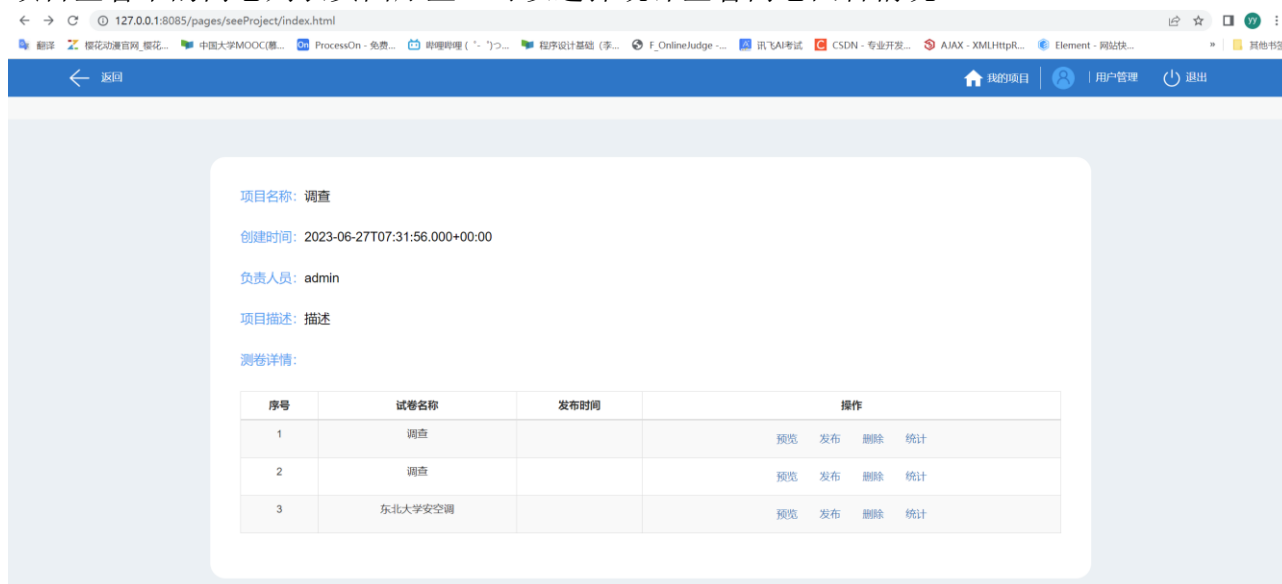 127.0.0.1:8085/pages/seeProject/index.html
翻译 樱花动漫官网_樱花... 中国大学MOOC(慕... ProcessOn - 免费... 哔哩哔哩 ( ゜- ゜)つ... 程序设计基础 (李... F_OnlineJudge -... 讯飞AI考试 CSDN - 专业开发... AJAX - XMLHttpR... Element - 网站快... » 其他书签
返回 我的项目 用户管理 退出
项目名称: 调查
创建时间: 2023-06-27T07:31:56.000+00:00
负责人员: admin
项目描述: 描述
测卷详情:
序号 试卷名称 发布时间 操作
1 调查 预览 发布 删除 统计
2 调查 预览 发布 删除 统计
3 东北大学安空调 预览 发布 删除 统计